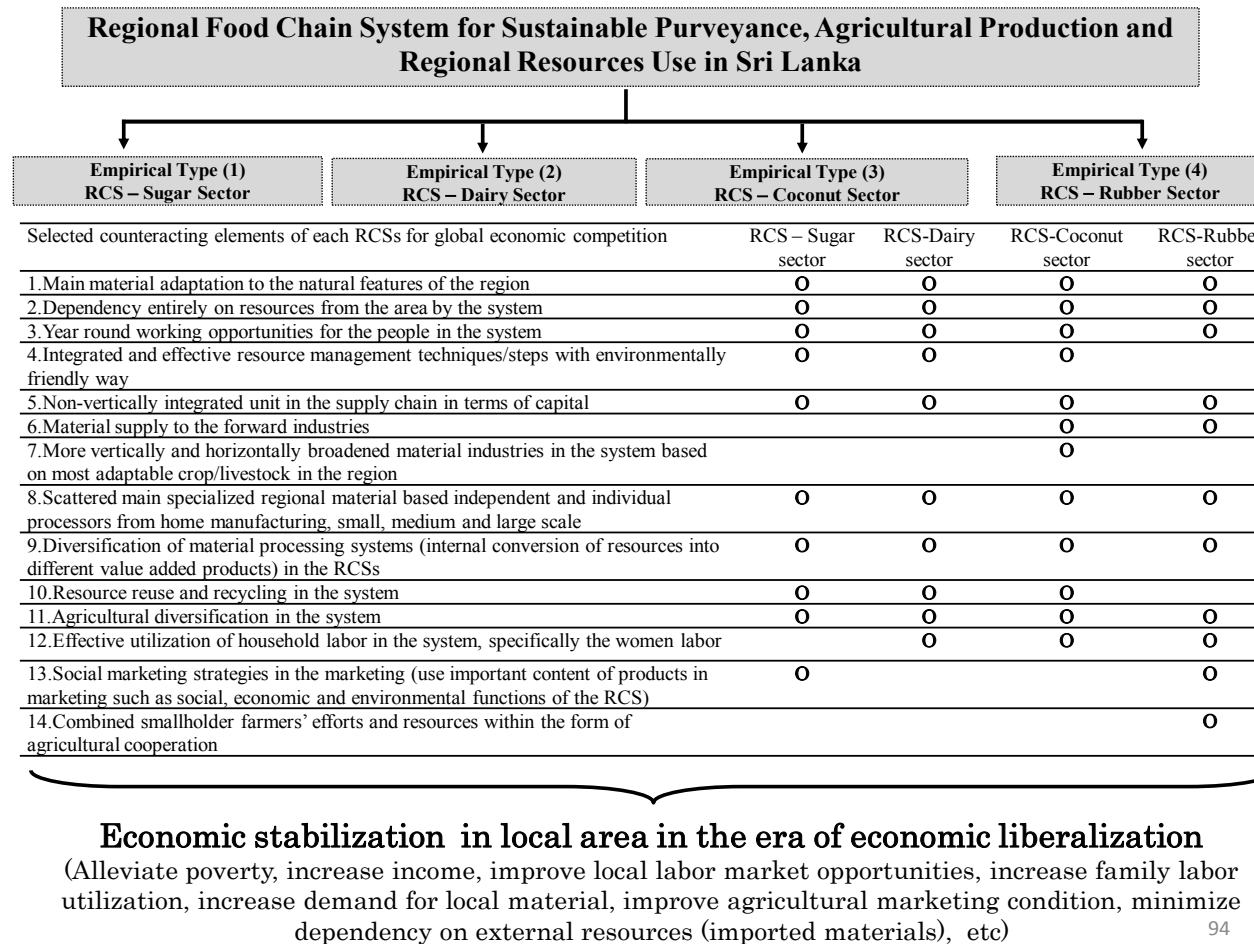 Regional Food Chain System for Sustainable Purveyance, Agricultural Production and
Regional Resources Use in Sri Lanka
Empirical Type (1)
RCS – Sugar Sector
Empirical Type (2)
RCS – Dairy Sector
Empirical Type (3)
RCS – Coconut Sector
Empirical Type (4)
RCS – Rubber Sector
Selected counteracting elements of each RCSs for global economic competition RCS – Sugar sector RCS-Dairy sector RCS-Coconut sector RCS-Rubbe sector
1.Main material adaptation to the natural features of the region O O O O
2.Dependency entirely on resources from the area by the system O O O O
3.Year round working opportunities for the people in the system O O O O
4.Integrated and effective resource management techniques/steps with environmentally O O O
friendly way
5.Non-vertically integrated unit in the supply chain in terms of capital O O O O
6.Material supply to the forward industries O O
7.More vertically and horizontally broadened material industries in the system based O
on most adaptable crop/livestock in the region
8.Scattered main specialized regional material based independent and individual O O O O
processors from home manufacturing, small, medium and large scale
9.Diversification of material processing systems (internal conversion of resources into O O O O
different value added products) in the RCSs
10.Resource reuse and recycling in the system O O O
11.Agricultural diversification in the system O O O O
12.Effective utilization of household labor in the system, specifically the women labor O O O
13.Social marketing strategies in the marketing (use important content of products in O O
marketing such as social, economic and environmental functions of the RCS)
14.Combined smallholder farmers' efforts and resources within the form of O
agricultural cooperation
Economic stabilization in local area in the era of economic liberalization
(Alleviate poverty, increase income, improve local labor market opportunities, increase family labor
utilization, increase demand for local material, improve agricultural marketing condition, minimize
dependency on external resources (imported materials), etc)
94